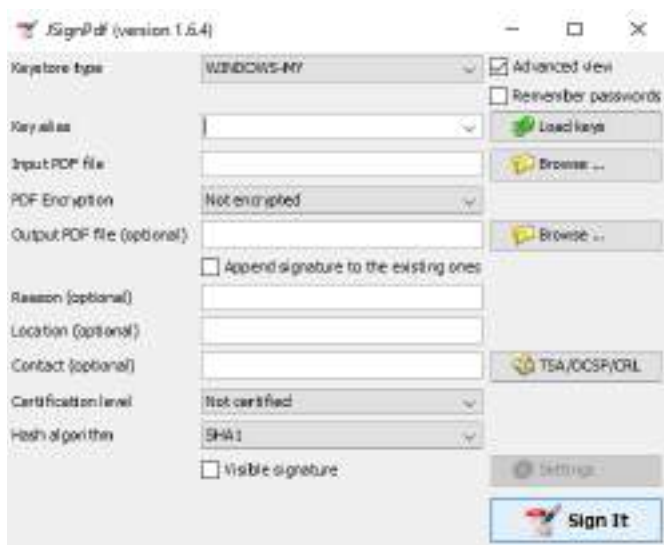 JSignPdf (version 1.6.4)
Keystore type WINDOWS-MY Advanced view
Remember passwords
Key alias Load keys
Input PDF file Browse ...
PDF Encryption Not encrypted
Output PDF file (optional) Browse ...
Append signature to the existing ones
Reason (optional)
Location (optional)
Contact (optional) TSA/OCSP/CRL
Certification level Not certified
Hash algorithm SHA1
Visible signature Settings
Sign It